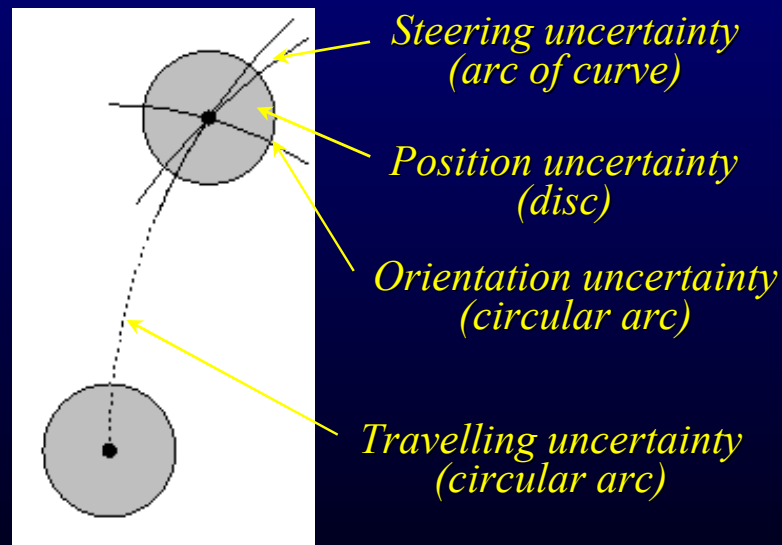 Steering uncertainty
(arc of curve)
Position uncertainty
(disc)
Orientation uncertainty
(circular arc)
Travelling uncertainty
(circular arc)